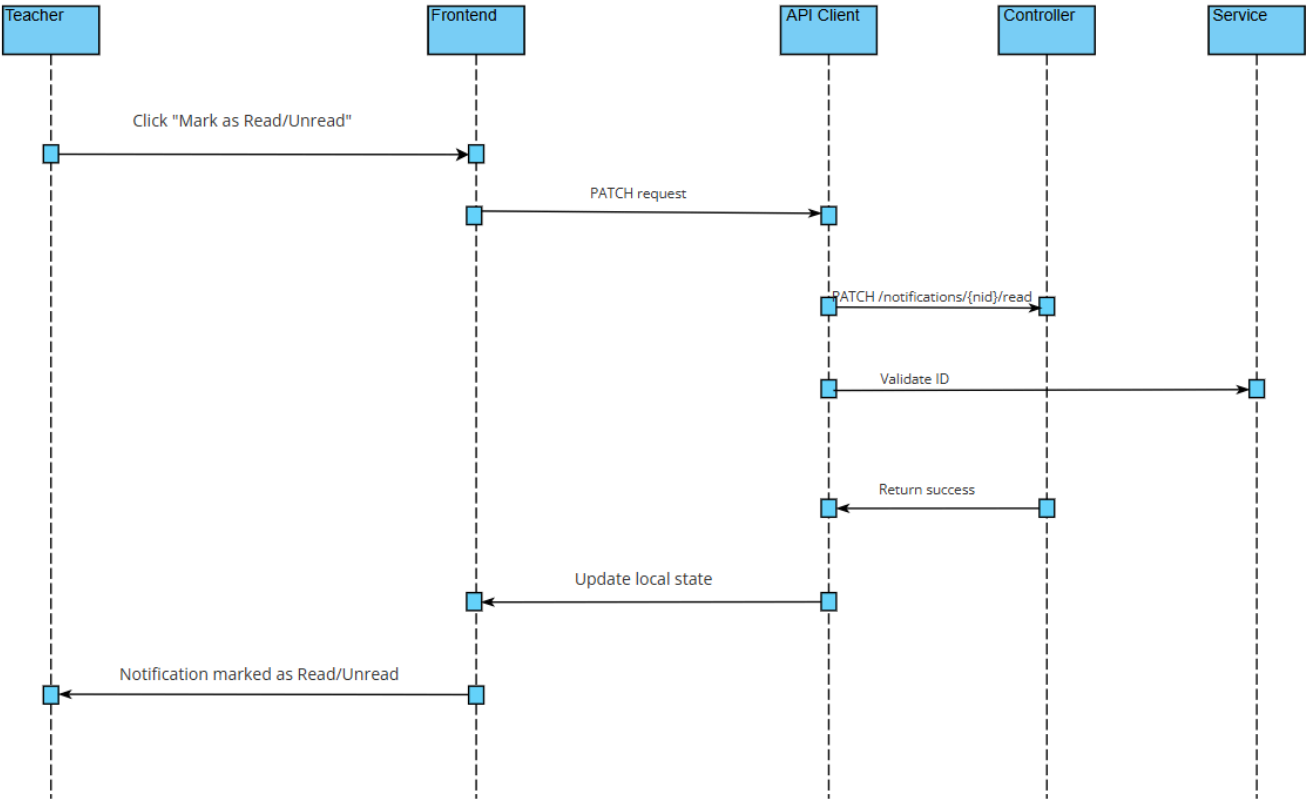 Teacher
Frontend
API Client
Controller
Service
Click "Mark as Read/Unread"
PATCH request
PATCH /notifications/{nid}/read
Validate ID
Return success
Update local state
Notification marked as Read/Unread